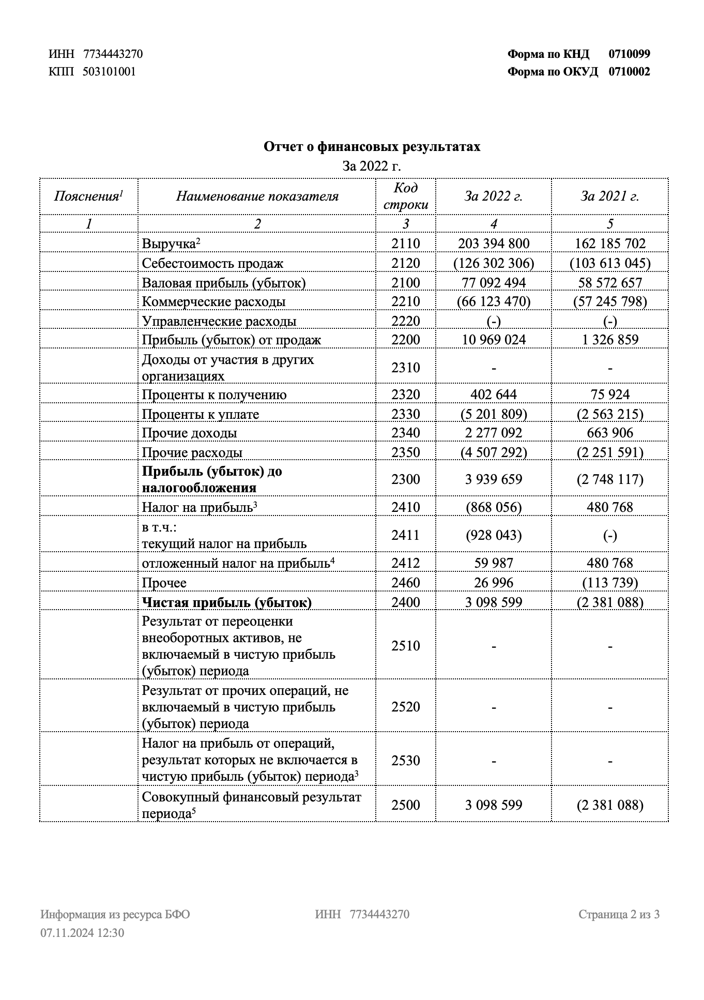 ИНН 7734443270 Форма по КНД 0710099
КПП 503101001 Форма по ОКУД 0710002
Отчет о финансовых результатах
За 2022 г.
Пояснения¹ Наименование показателя Код строки За 2022 г. За 2021 г.
1 2 3 4 5
Выручка² 2110 203 394 800 162 185 702
Себестоимость продаж 2120 (126 302 306) (103 613 045)
Валовая прибыль (убыток) 2100 77 092 494 58 572 657
Коммерческие расходы 2210 (66 123 470) (57 245 798)
Управленческие расходы 2220 (-) (-)
Прибыль (убыток) от продаж 2200 10 969 024 1 326 859
Доходы от участия в других
организациях 2310 - -
Проценты к получению 2320 402 644 75 924
Проценты к уплате 2330 (5 201 809) (2 563 215)
Прочие доходы 2340 2 277 092 663 906
Прочие расходы 2350 (4 507 292) (2 251 591)
Прибыль (убыток) до
налогообложения 2300 3 939 659 (2 748 117)
Налог на прибыль³ 2410 (868 056) 480 768
в т.ч.:
текущий налог на прибыль 2411 (928 043) (-)
отложенный налог на прибыль⁴ 2412 59 987 480 768
Прочее 2460 26 996 (113 739)
Чистая прибыль (убыток) 2400 3 098 599 (2 381 088)
Результат от переоценки
внеоборотных активов, не
включаемый в чистую прибыль
(убыток) периода 2510 - -
Результат от прочих операций, не
включаемый в чистую прибыль
(убыток) периода 2520 - -
Налог на прибыль от операций,
результат которых не включается в
чистую прибыль (убыток) периода³ 2530 - -
Совокупный финансовый результат
периода⁵ 2500 3 098 599 (2 381 088)
Информация из ресурса БФО ИНН 7734443270 Страница 2 из 3
07.11.2024 12:30